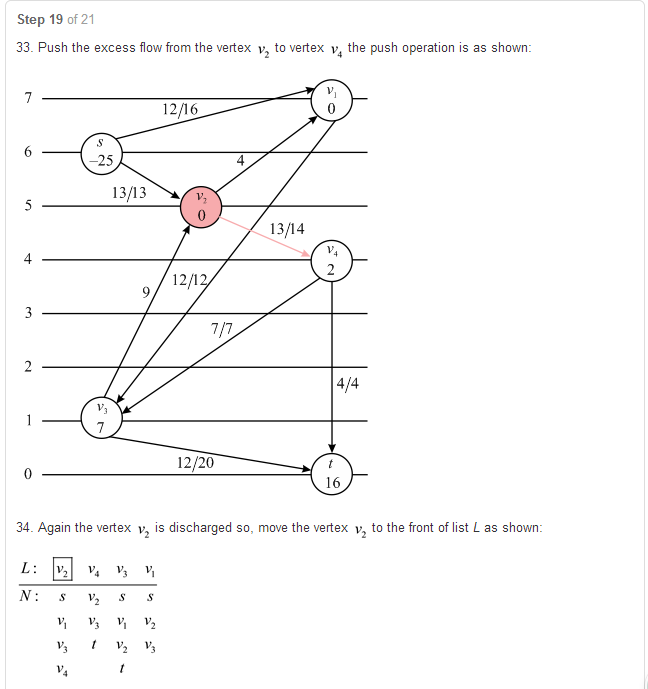 Step 19 of 21
33. Push the excess flow from the vertex v₂ to vertex v₄ the push operation is as shown:
7
12/16
v₁
0
6
s
–25
4
13/13
5
v₂
0
13/14
4
v₄
2
12/12
9
3
7/7
2
4/4
1
v₃
7
12/20
0
t
16
34. Again the vertex v₂ is discharged so, move the vertex v₂ to the front of list L as shown:
L: v₂ v₄ v₃ v₁
N: s v₂ s s
v₁ v₃ v₁ v₂
v₃ t v₂ v₃
v₄ t